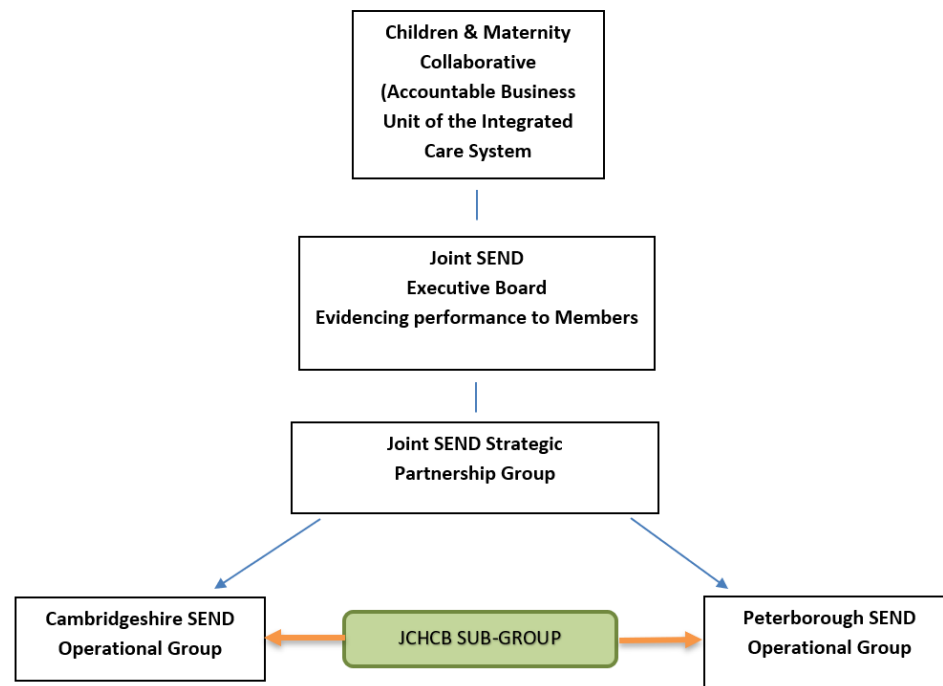 Children & Maternity
Collaborative
(Accountable Business
Unit of the Integrated
Care System
Joint SEND
Executive Board
Evidencing performance to Members
Joint SEND Strategic
Partnership Group
Cambridgeshire SEND
Operational Group
JCHCB SUB-GROUP
Peterborough SEND
Operational Group